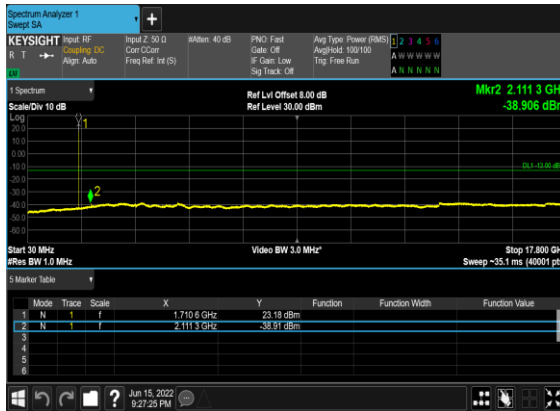 Spectrum Analyzer 1
Swept SA
+
KEYSIGHT Input: RF Input Z: 50 Ω #Atten: 40 dB PNO: Fast Avg Type: Power (RMS) 1 2 3 4 5 6
R T Coupling: DC Corr CCorr Gate: Off Avg|Hold: 100/100 A W W W W W
Align: Auto Freq Ref: Int (S) IF Gain: Low Trig: Free Run
Sig Track: Off A N N N N N
1 Spectrum
Scale/Div 10 dB
Ref Lvl Offset 8.00 dB
Ref Level 30.00 dBm
Mkr2 2.111 3 GHz
-38.906 dBm
Log
20.0
10.0
0.00
-10.0
-20.0
-30.0
-40.0
-50.0
-60.0
1
2
DL1 -13.00 dB
Start 30 MHz Video BW 3.0 MHz* Stop 17.800 GH
#Res BW 1.0 MHz Sweep ~35.1 ms (40001 pt
5 Marker Table
Mode Trace Scale X Y Function Function Width Function Value
1 N 1 f 1.710 6 GHz 23.18 dBm
2 N 1 f 2.111 3 GHz -38.91 dBm
3
4
5
6
? Jun 15, 2022
9:27:25 PM